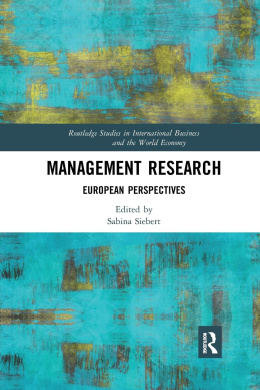 Routledge Studies in International Business
and the World Economy
MANAGEMENT RESEARCH
EUROPEAN PERSPECTIVES
Edited by
Sabina Siebert
ROUTLEDGE